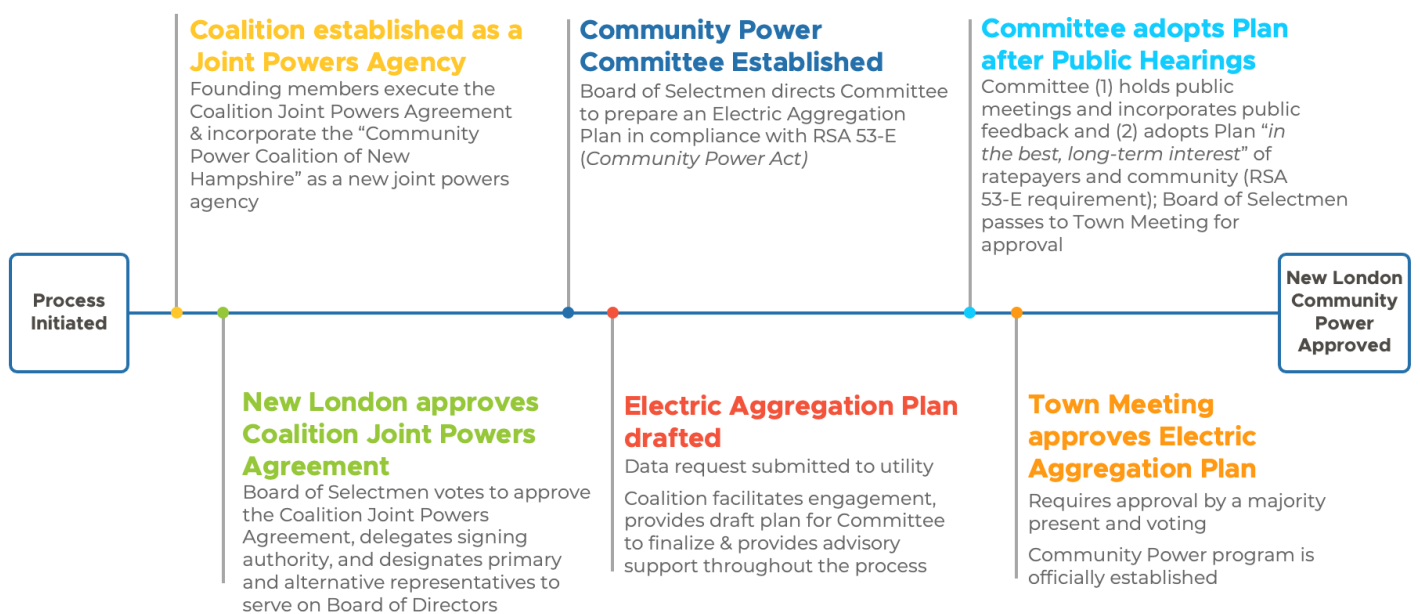 Process
Initiated
Coalition established as a
Joint Powers Agency
Founding members execute the
Coalition Joint Powers Agreement
& incorporate the “Community
Power Coalition of New
Hampshire” as a new joint powers
agency
New London approves
Coalition Joint Powers
Agreement
Board of Selectmen votes to approve
the Coalition Joint Powers
Agreement, delegates signing
authority, and designates primary
and alternative representatives to
serve on Board of Directors
Community Power
Committee Established
Board of Selectmen directs Committee
to prepare an Electric Aggregation
Plan in compliance with RSA 53-E
(Community Power Act)
Electric Aggregation Plan
drafted
Data request submitted to utility
Coalition facilitates engagement,
provides draft plan for Committee
to finalize & provides advisory
support throughout the process
Committee adopts Plan
after Public Hearings
Committee (1) holds public
meetings and incorporates public
feedback and (2) adopts Plan “in
the best, long-term interest” of
ratepayers and community (RSA
53-E requirement); Board of Selectmen
passes to Town Meeting for
approval
Town Meeting
approves Electric
Aggregation Plan
Requires approval by a majority
present and voting
Community Power program is
officially established
New London
Community
Power
Approved